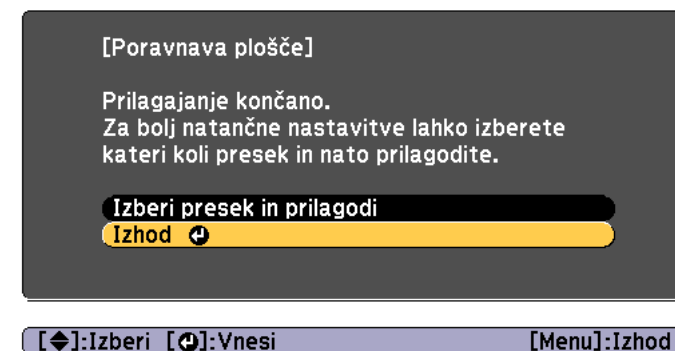 [Poravnava plošče]
Prilagajanje končano.
Za bolj natančne nastavitve lahko izberete
kateri koli presek in nato prilagodite.
Izberi presek in prilagodi
Izhod
[◆]:Izberi [↵]:Vnesi [Menu]:Izhod